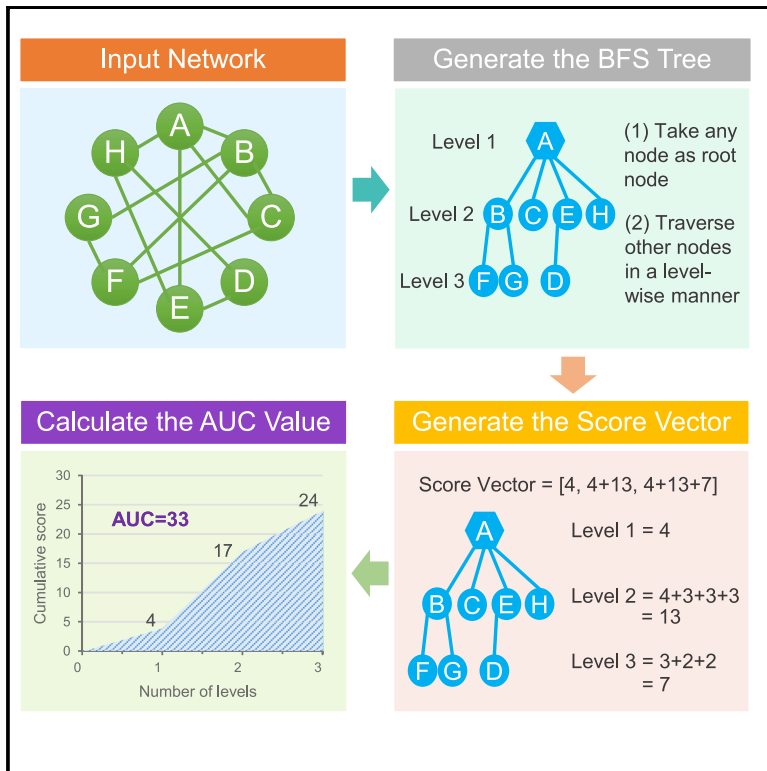 Input Network
A
B
C
D
E
F
G
H
Generate the BFS Tree
Level 1
A
Level 2
B C E H
Level 3
F G D
(1) Take any
node as root
node
(2) Traverse
other nodes
in a level-
wise manner
Calculate the AUC Value
30
25
20
15
10
5
0
0 1 2 3
Cumulative score
Number of levels
AUC=33
4
17
24
Generate the Score Vector
Score Vector = [4, 4+13, 4+13+7]
A
Level 1 = 4
B C E H
Level 2 = 4+3+3+3
= 13
F G D
Level 3 = 3+2+2
= 7